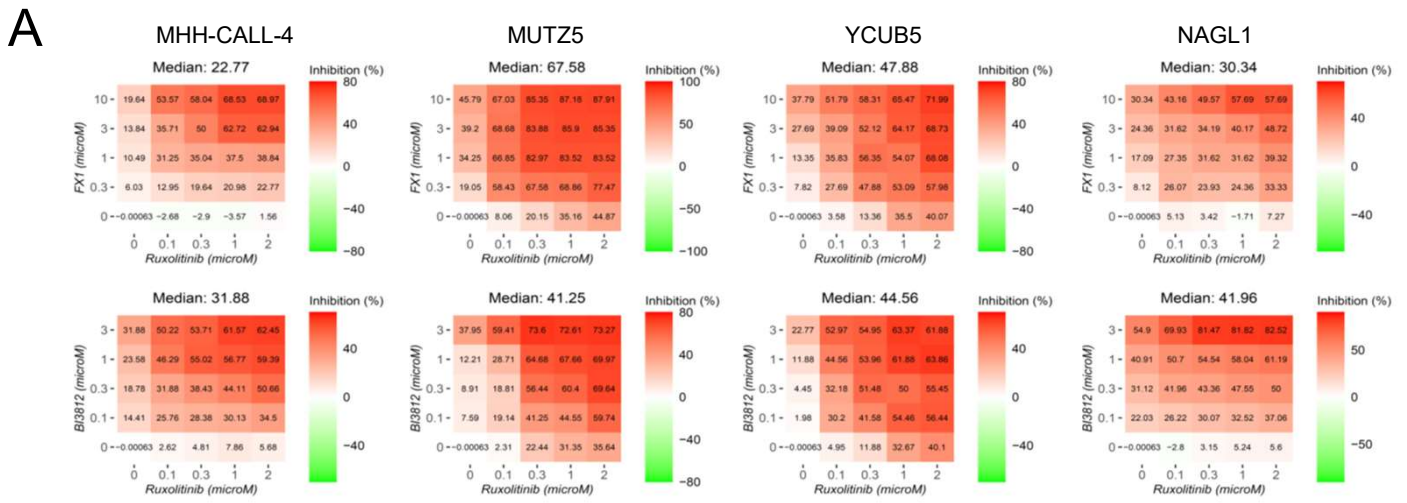 A
MHH-CALL-4 MUTZ5 YCUB5 NAGL1
Median: 22.77 Inhibition (%) Median: 67.58 Inhibition (%) Median: 47.88 Inhibition (%) Median: 30.34 Inhibition (%)
FX1 (microM)
10 19.64 53.57 58.04 68.53 68.97
3 13.84 35.71 50 62.72 62.94
1 10.49 31.25 35.04 37.5 38.84
0.3 6.03 12.95 19.64 20.98 22.77
0 −0.00063 −2.68 −2.9 −3.57 1.56
0 0.1 0.3 1 2
Ruxolitinib (microM)
80
40
0
−40
−80
FX1 (microM)
10 45.79 67.03 85.35 87.18 87.91
3 39.2 68.68 83.88 85.9 85.35
1 34.25 66.85 82.97 83.52 83.52
0.3 19.05 58.43 67.58 68.86 77.47
0 −0.00063 8.06 20.15 35.16 44.87
0 0.1 0.3 1 2
Ruxolitinib (microM)
100
50
0
−50
−100
FX1 (microM)
10 37.79 51.79 58.31 65.47 71.99
3 27.69 39.09 52.12 64.17 68.73
1 13.35 35.83 56.35 54.07 68.08
0.3 7.82 27.69 47.88 53.09 57.98
0 −0.00063 3.58 13.36 35.5 40.07
0 0.1 0.3 1 2
Ruxolitinib (microM)
80
40
0
−40
−80
FX1 (microM)
10 30.34 43.16 49.57 57.69 57.69
3 24.36 31.62 34.19 40.17 48.72
1 17.09 27.35 31.62 31.62 39.32
0.3 8.12 26.07 23.93 24.36 33.33
0 −0.00063 5.13 3.42 −1.71 7.27
0 0.1 0.3 1 2
Ruxolitinib (microM)
40
0
−40
Median: 31.88 Inhibition (%) Median: 41.25 Inhibition (%) Median: 44.56 Inhibition (%) Median: 41.96 Inhibition (%)
BI3812 (microM)
3 31.88 50.22 53.71 61.57 62.45
1 23.58 46.29 55.02 56.77 59.39
0.3 18.78 31.88 38.43 44.11 50.66
0.1 14.41 25.76 28.38 30.13 34.5
0 −0.00063 2.62 4.81 7.86 5.68
0 0.1 0.3 1 2
Ruxolitinib (microM)
40
0
−40
BI3812 (microM)
3 37.95 59.41 73.6 72.61 73.27
1 12.21 28.71 64.68 67.66 69.97
0.3 8.91 18.81 56.44 60.4 69.64
0.1 7.59 19.14 41.25 44.55 59.74
0 −0.00063 2.31 22.44 31.35 35.64
0 0.1 0.3 1 2
Ruxolitinib (microM)
80
40
0
−40
−80
BI3812 (microM)
3 22.77 52.97 54.95 63.37 61.88
1 11.88 44.56 53.96 61.88 63.86
0.3 4.45 32.18 51.48 50 55.45
0.1 1.98 30.2 41.58 54.46 56.44
0 −0.00063 4.95 11.88 32.67 40.1
0 0.1 0.3 1 2
Ruxolitinib (microM)
40
0
−40
BI3812 (microM)
3 54.9 69.93 81.47 81.82 82.52
1 40.91 50.7 54.54 58.04 61.19
0.3 31.12 41.96 43.36 47.55 50
0.1 22.03 26.22 30.07 32.52 37.06
0 −0.00063 −2.8 3.15 5.24 5.6
0 0.1 0.3 1 2
Ruxolitinib (microM)
50
0
−50